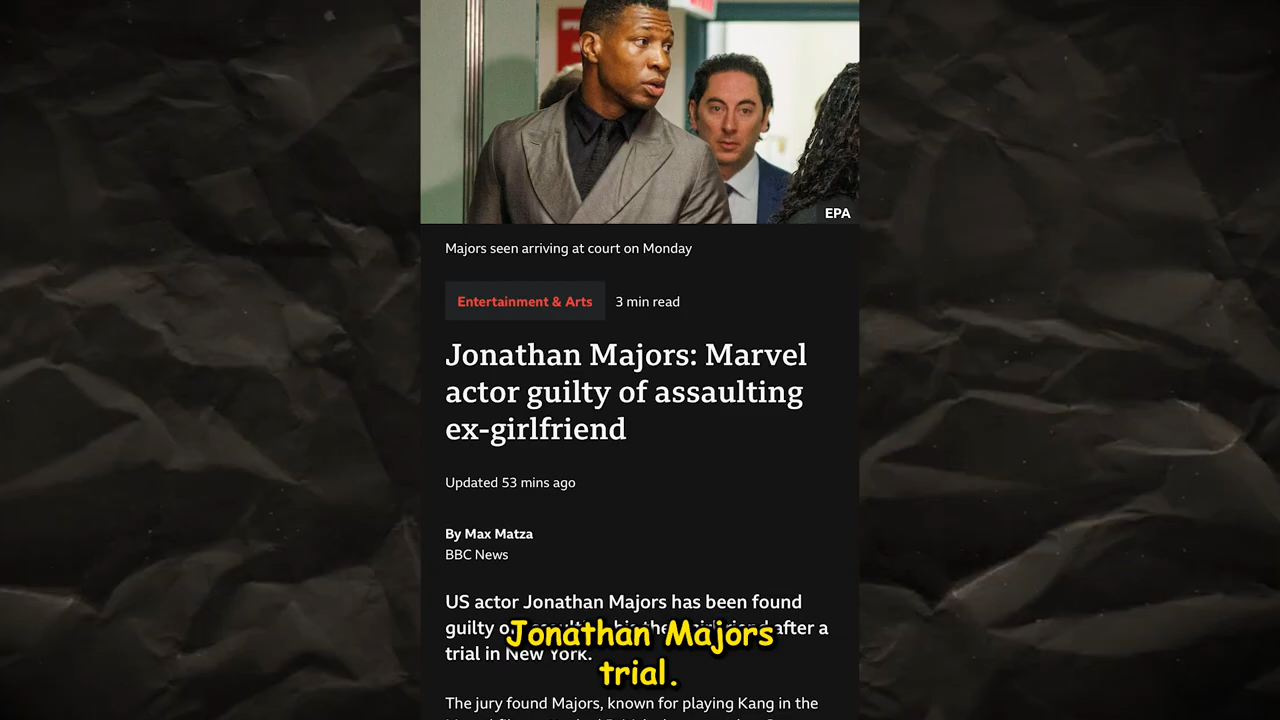 EPA
Majors seen arriving at court on Monday
Entertainment & Arts 3 min read
Jonathan Majors: Marvel
actor guilty of assaulting
ex-girlfriend
Updated 53 mins ago
By Max Matza
BBC News
US actor Jonathan Majors has been found
guilty after a
trial in New York.
Jonathan Majors
trial.
The jury found Majors, known for playing Kang in the